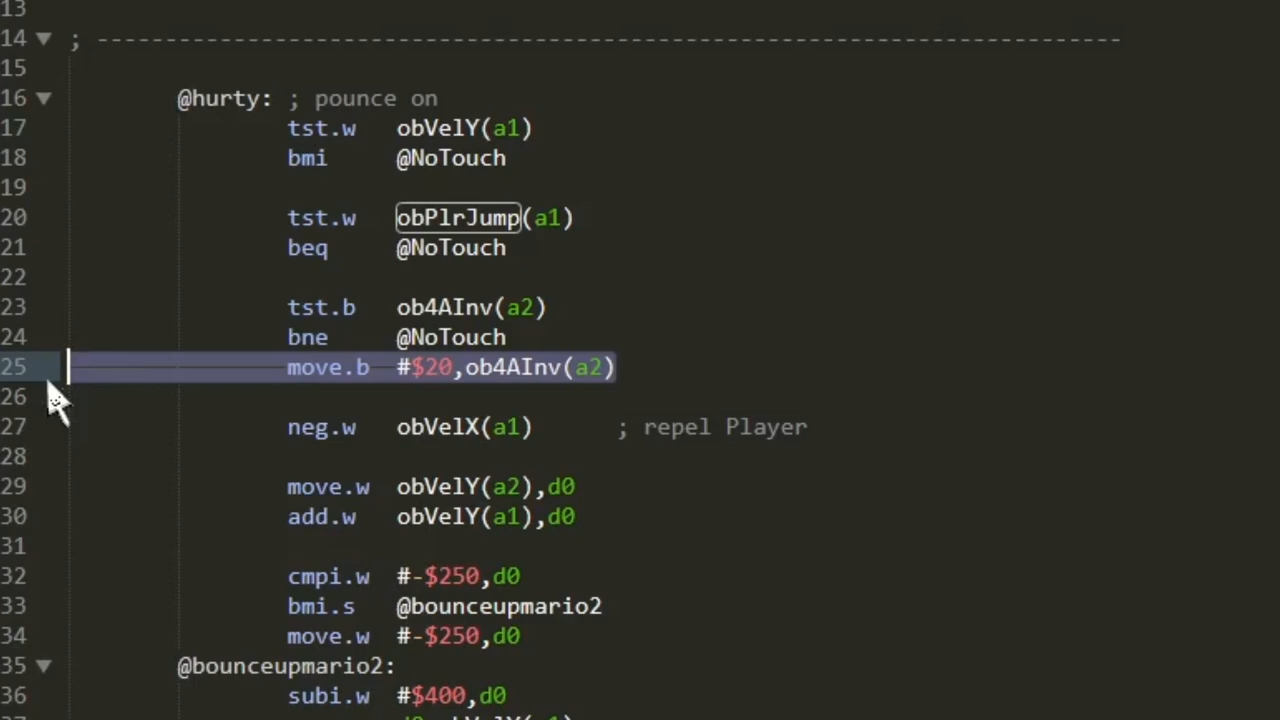 13
14 ; ---------------------------------------------------------------------------
15
16 @hurty: ; pounce on
17 tst.w obVelY(a1)
18 bmi @NoTouch
19
20 tst.w obPlrJump(a1)
21 beq @NoTouch
22
23 tst.b ob4AInv(a2)
24 bne @NoTouch
25 move.b #$20,ob4AInv(a2)
26
27 neg.w obVelX(a1) ; repel Player
28
29 move.w obVelY(a2),d0
30 add.w obVelY(a1),d0
31
32 cmpi.w #-$250,d0
33 bmi.s @bounceupmario2
34 move.w #-$250,d0
35 @bounceupmario2:
36 subi.w #$400,d0